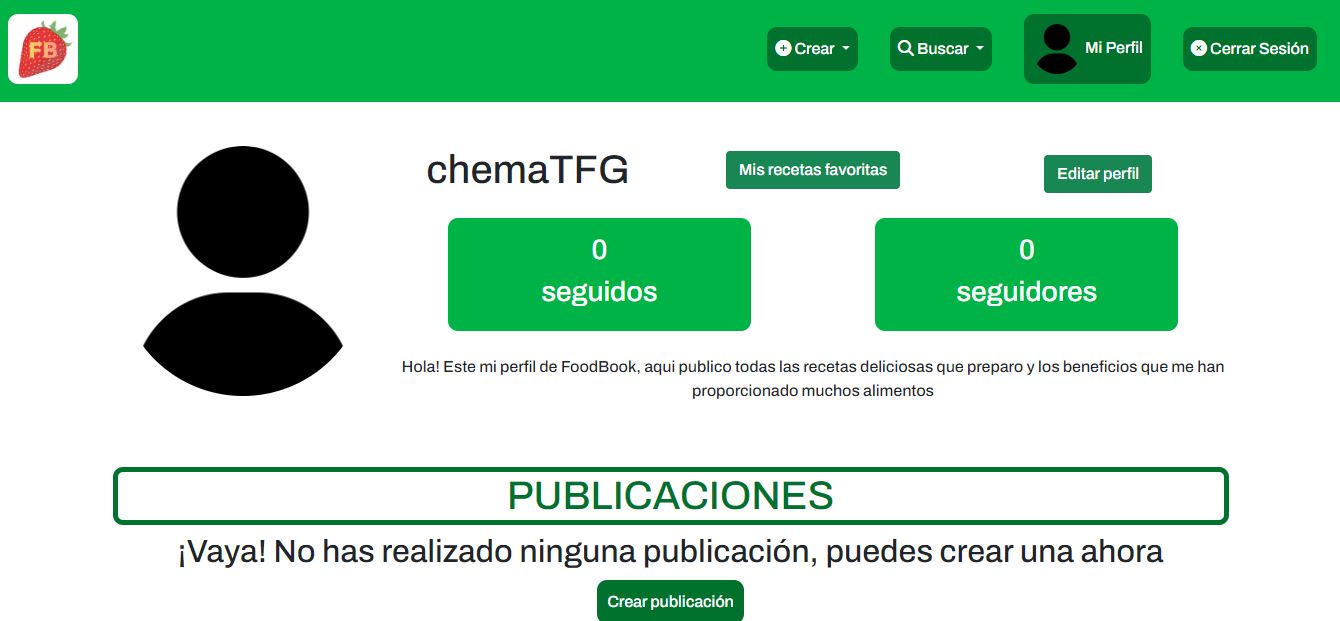 FB
Crear
Buscar
Mi Perfil
Cerrar Sesión
chemaTFG
Mis recetas favoritas
Editar perfil
0
seguidos
0
seguidores
Hola! Este mi perfil de FoodBook, aqui publico todas las recetas deliciosas que preparo y los beneficios que me han
proporcionado muchos alimentos
PUBLICACIONES
¡Vaya! No has realizado ninguna publicación, puedes crear una ahora
Crear publicación